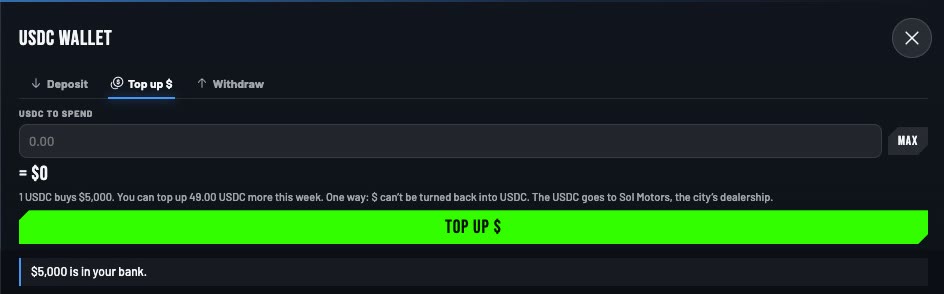 USDC WALLET
Deposit
Top up $
Withdraw
USDC TO SPEND
0.00
MAX
= $0
1 USDC buys $5,000. You can top up 49.00 USDC more this week. One way: $ can't be turned back into USDC. The USDC goes to Sol Motors, the city's dealership.
TOP UP $
$5,000 is in your bank.